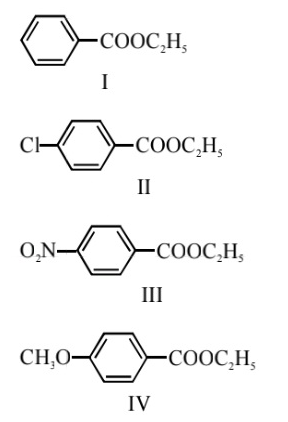 COOC₂H₅
I
Cl COOC₂H₅
II
O₂N COOC₂H₅
III
CH₃O COOC₂H₅
IV